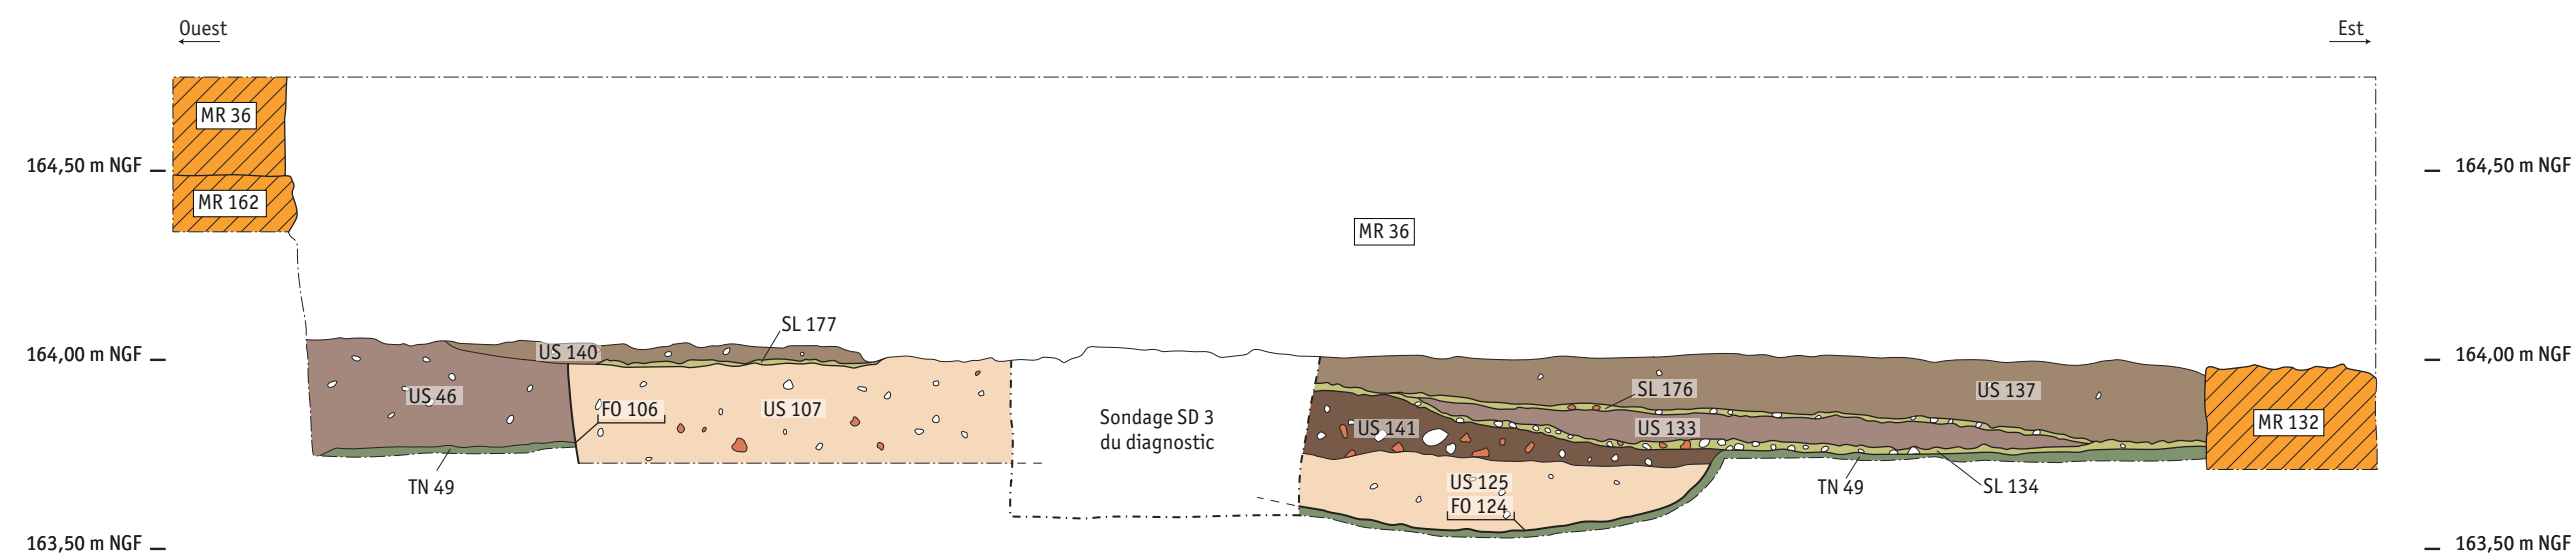 Ouest
Est
MR 36
164,50 m NGF
164,50 m NGF
MR 162
MR 36
SL 177
164,00 m NGF
US 140
164,00 m NGF
US 46
FO 106
US 107
Sondage SD 3
du diagnostic
SL 176
US 137
US 141
US 133
MR 132
TN 49
US 125
FO 124
TN 49
SL 134
163,50 m NGF
163,50 m NGF